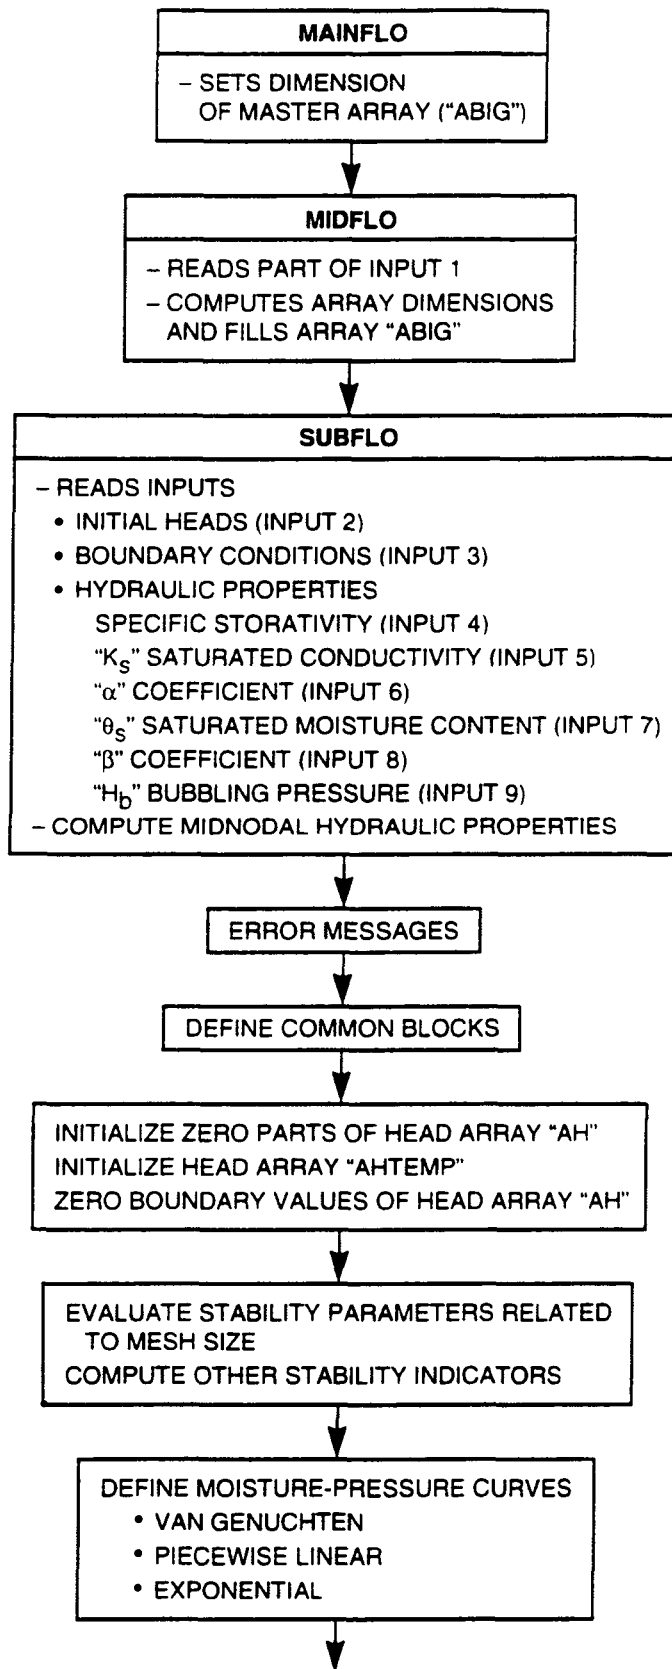 MAINFLO
– SETS DIMENSION
OF MASTER ARRAY (“ABIG”)
MIDFLO
– READS PART OF INPUT 1
– COMPUTES ARRAY DIMENSIONS
AND FILLS ARRAY “ABIG”
SUBFLO
– READS INPUTS
• INITIAL HEADS (INPUT 2)
• BOUNDARY CONDITIONS (INPUT 3)
• HYDRAULIC PROPERTIES
SPECIFIC STORATIVITY (INPUT 4)
“Kₛ” SATURATED CONDUCTIVITY (INPUT 5)
“α” COEFFICIENT (INPUT 6)
“θₛ” SATURATED MOISTURE CONTENT (INPUT 7)
“β” COEFFICIENT (INPUT 8)
“H_b” BUBBLING PRESSURE (INPUT 9)
– COMPUTE MIDNODAL HYDRAULIC PROPERTIES
ERROR MESSAGES
DEFINE COMMON BLOCKS
INITIALIZE ZERO PARTS OF HEAD ARRAY “AH”
INITIALIZE HEAD ARRAY “AHTEMP”
ZERO BOUNDARY VALUES OF HEAD ARRAY “AH”
EVALUATE STABILITY PARAMETERS RELATED
TO MESH SIZE
COMPUTE OTHER STABILITY INDICATORS
DEFINE MOISTURE-PRESSURE CURVES
• VAN GENUCHTEN
• PIECEWISE LINEAR
• EXPONENTIAL